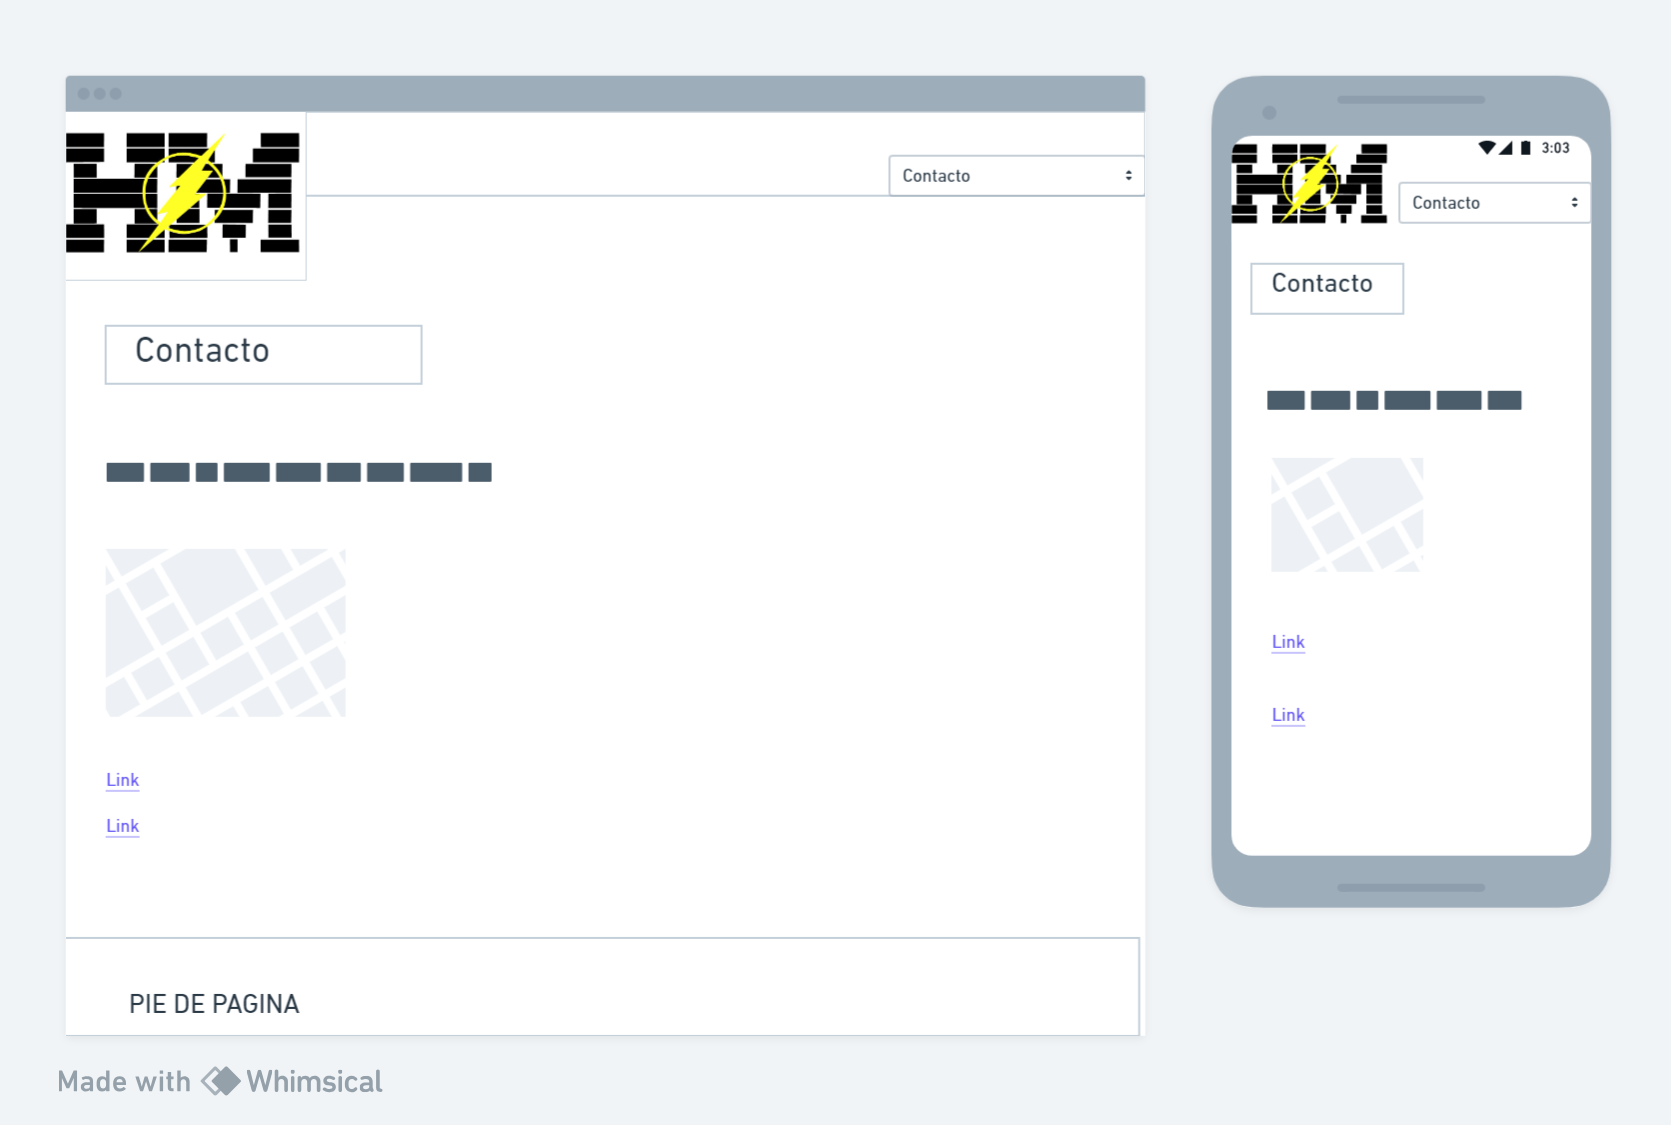 HM
Contacto
Contacto
Link
Link
PIE DE PAGINA
HM
3:03
Contacto
Contacto
Link
Link
Made with Whimsical